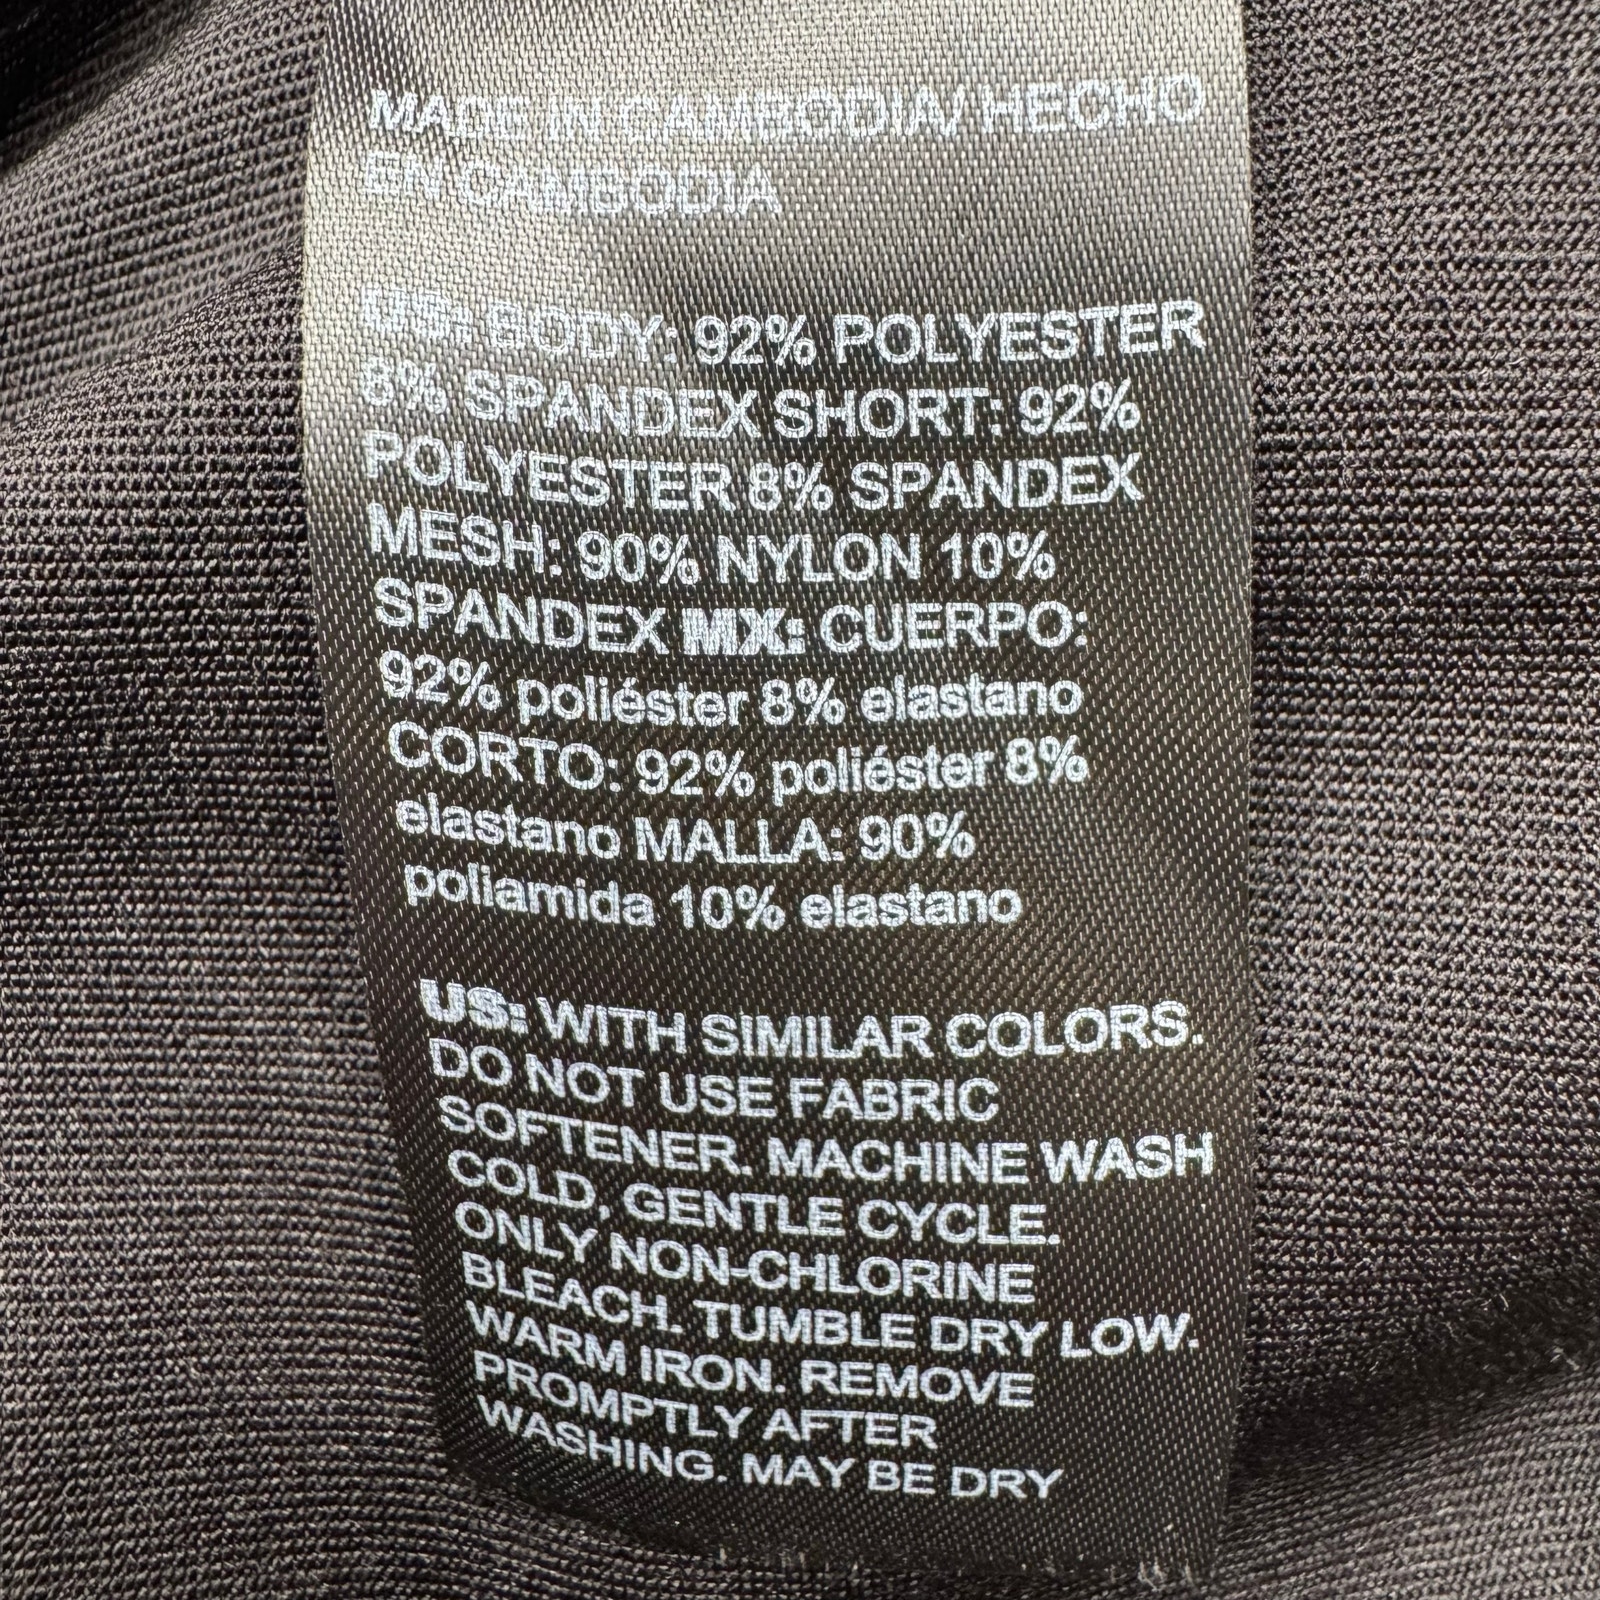 MADE IN CAMBODIA/ HECHO
EN CAMBODIA
US: BODY: 92% POLYESTER
8% SPANDEX SHORT: 92%
POLYESTER 8% SPANDEX
MESH: 90% NYLON 10%
SPANDEX MX: CUERPO:
92% poliéster 8% elastano
CORTO: 92% poliéster 8%
elastano MALLA: 90%
poliamida 10% elastano
US: WITH SIMILAR COLORS.
DO NOT USE FABRIC
SOFTENER. MACHINE WASH
COLD, GENTLE CYCLE.
ONLY NON-CHLORINE
BLEACH. TUMBLE DRY LOW.
WARM IRON. REMOVE
PROMPTLY AFTER
WASHING. MAY BE DRY